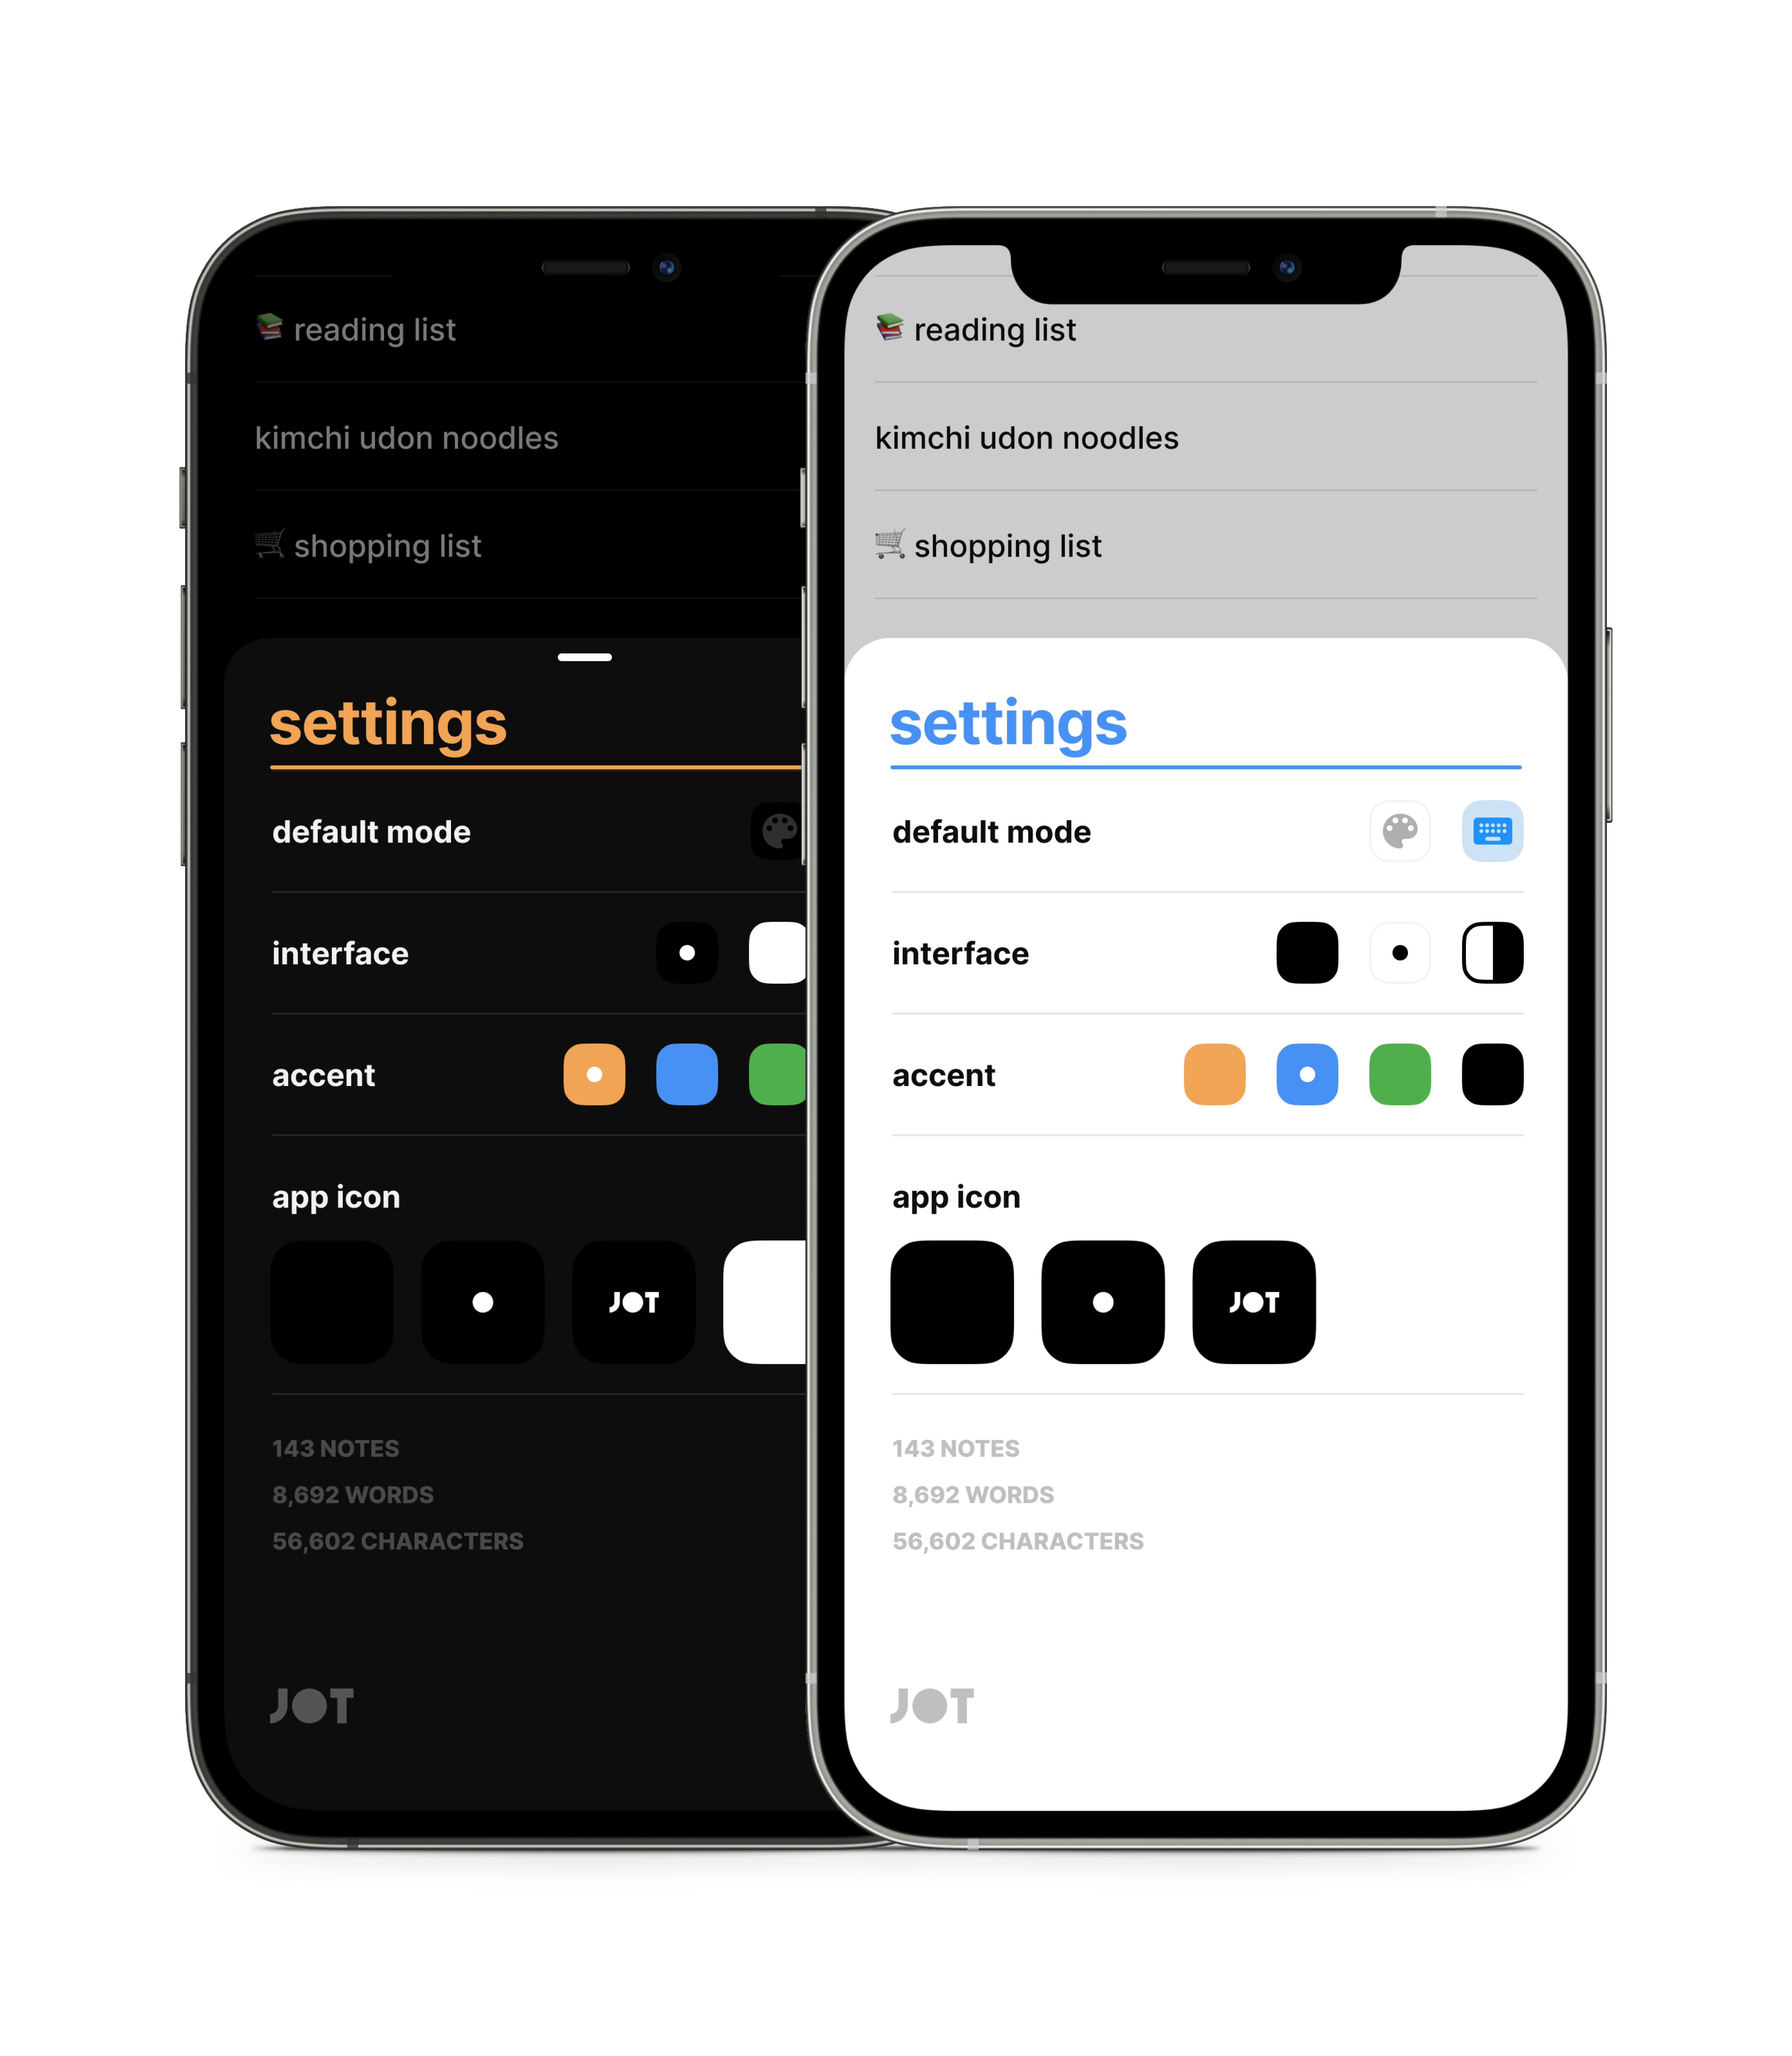 reading list
kimchi udon noodles
shopping list
settings
default mode
interface
accent
app icon
JOT
143 NOTES
8,692 WORDS
56,602 CHARACTERS
JOT
reading list
kimchi udon noodles
shopping list
settings
default mode
interface
accent
app icon
JOT
143 NOTES
8,692 WORDS
56,602 CHARACTERS
JOT